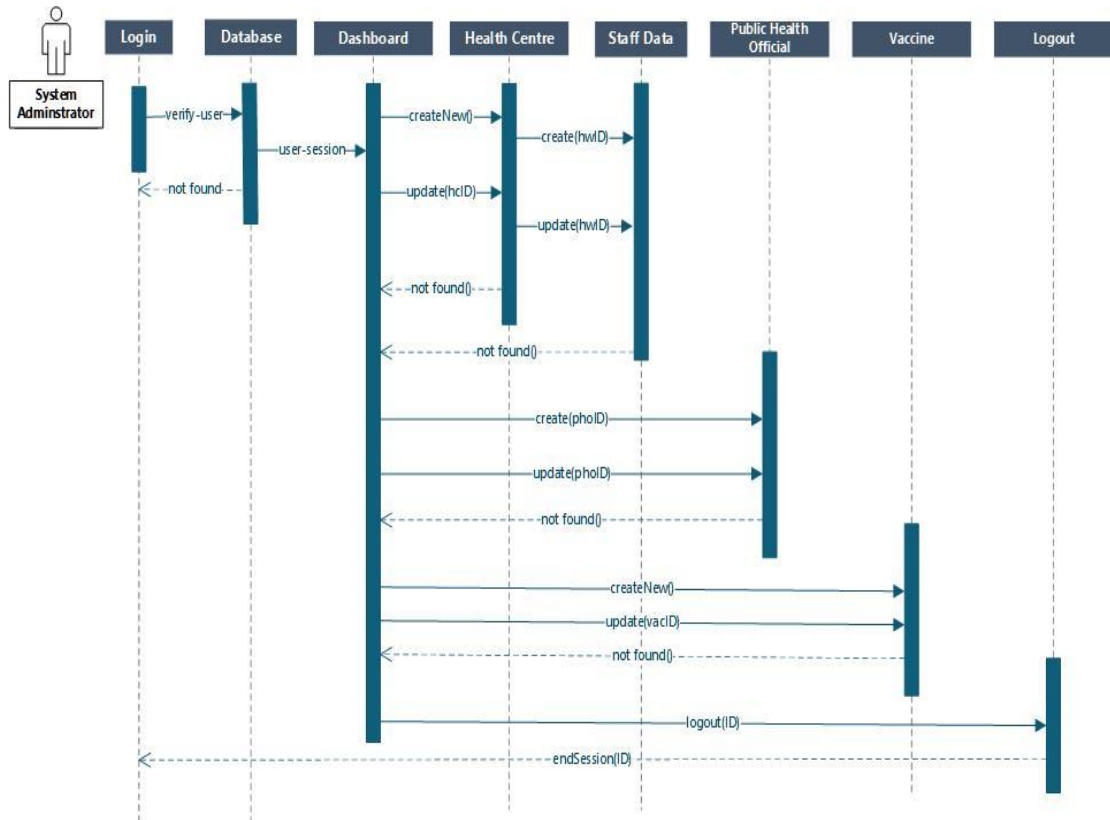 Login
Database
Dashboard
Health Centre
Staff Data
Public Health
Official
Vaccine
Logout
System
Adminstrator
verify-user
createNew()
create(hwID)
user-session
not found
update(hcID)
update(hwID)
not found()
not found()
create(phoID)
update(phoID)
not found()
createNew()
update(vacID)
not found()
logout(ID)
endSession(ID)